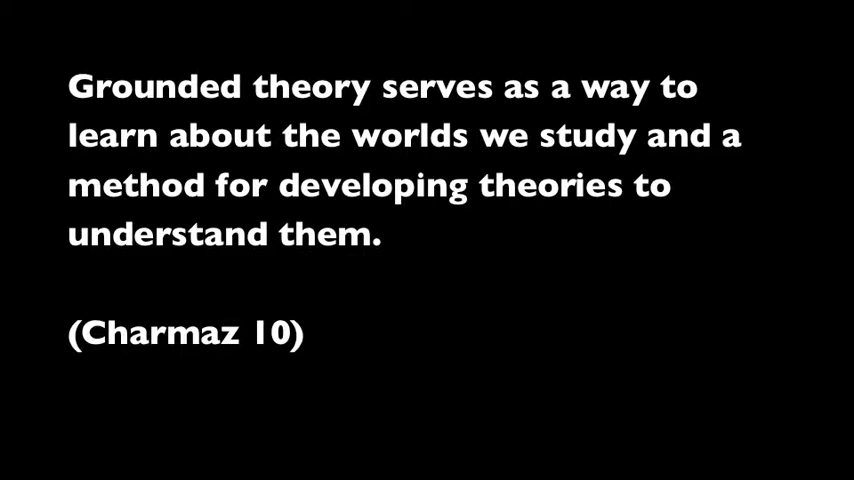 Grounded theory serves as a way to
learn about the worlds we study and a
method for developing theories to
understand them.
(Charmaz 10)